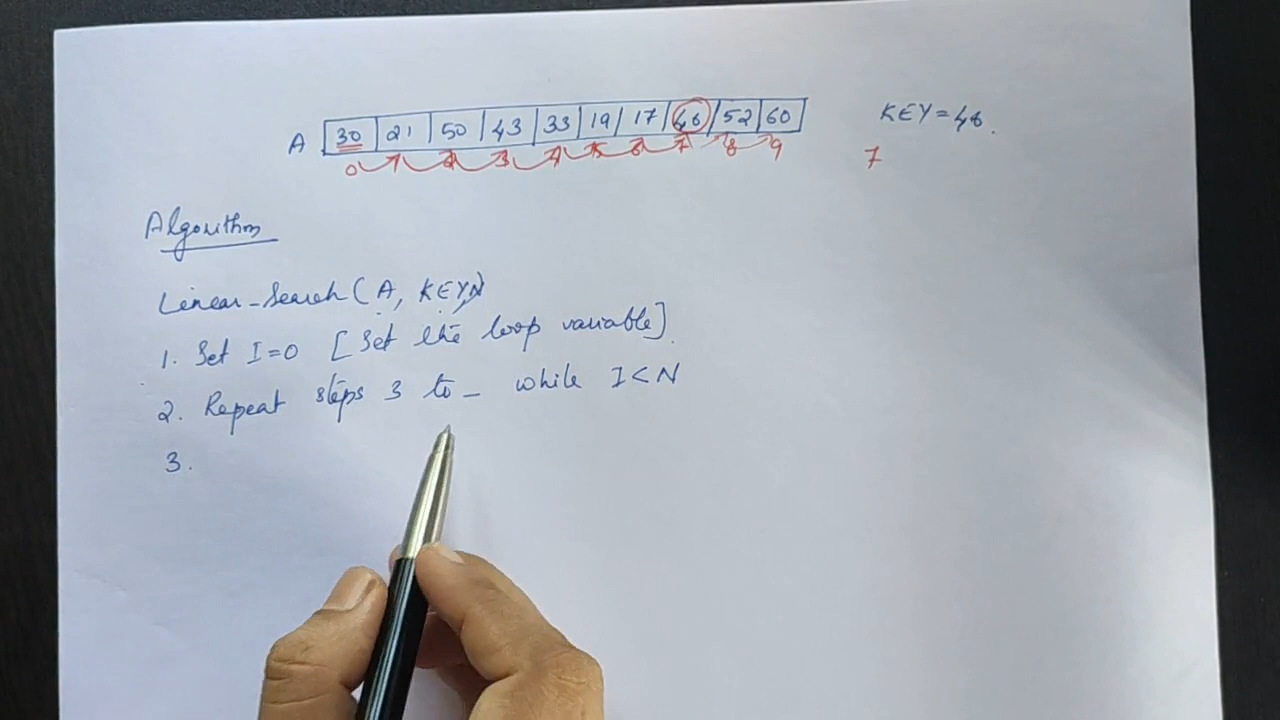 A 30 21 50 43 33 19 17 48 52 60 KEY=48.
0 1 2 3 4 5 6 7 8 9 7
Algorithm
Linear-Search(A, KEY,N)
1. Set I=0 [Set the loop variable].
2. Repeat steps 3 to _ while I<N
3.